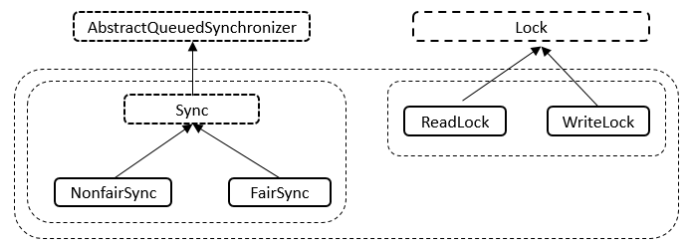 AbstractQueuedSynchronizer
Lock
Sync
ReadLock
WriteLock
NonfairSync
FairSync